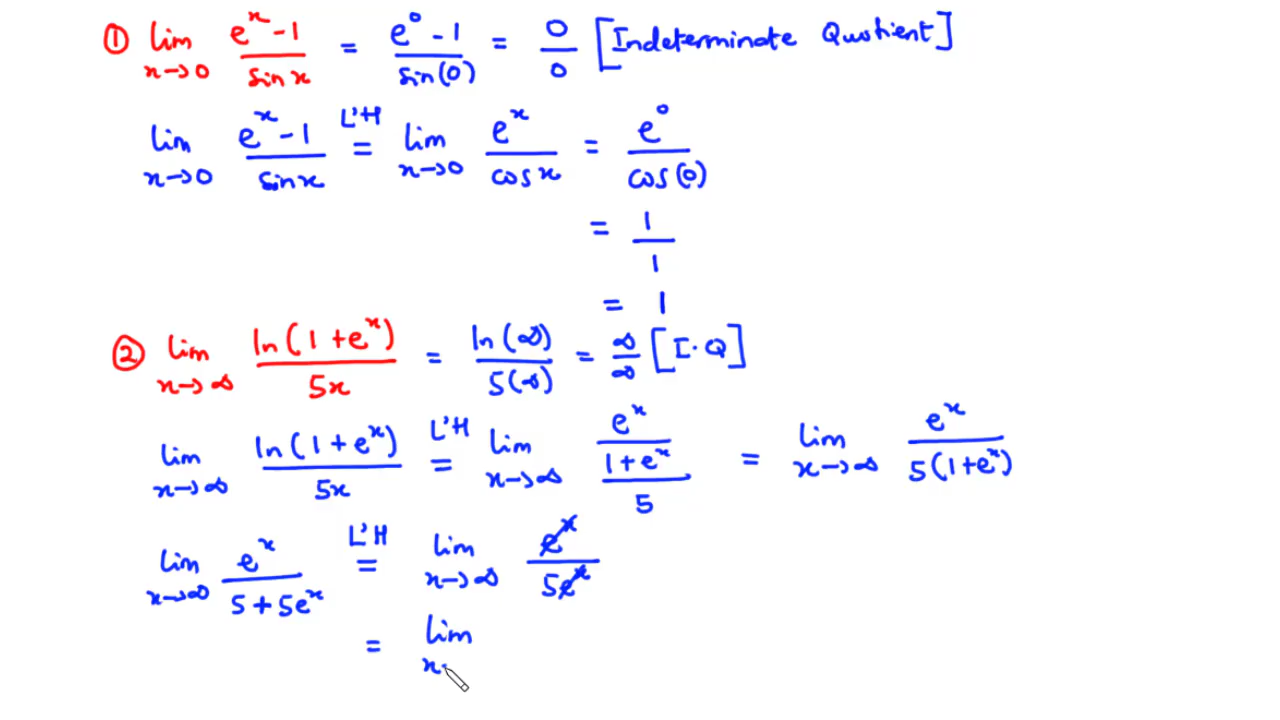 ① lim x→0 (e^x - 1)/(sin x) = (e^0 - 1)/(sin(0)) = 0/0 [Indeterminate Quotient]
lim x→0 (e^x - 1)/(sin x) L'H = lim x→0 e^x/(cos x) = e^0/(cos(0))
= 1/1
= 1
② lim x→∞ ln(1+e^x)/(5x) = ln(∞)/(5(∞)) = ∞/∞ [I.Q]
lim x→∞ ln(1+e^x)/(5x) L'H = lim x→∞ (e^x/(1+e^x))/5 = lim x→∞ e^x/(5(1+e^x))
lim x→∞ e^x/(5+5e^x) L'H = lim x→∞ e^x/(5e^x)
= lim x